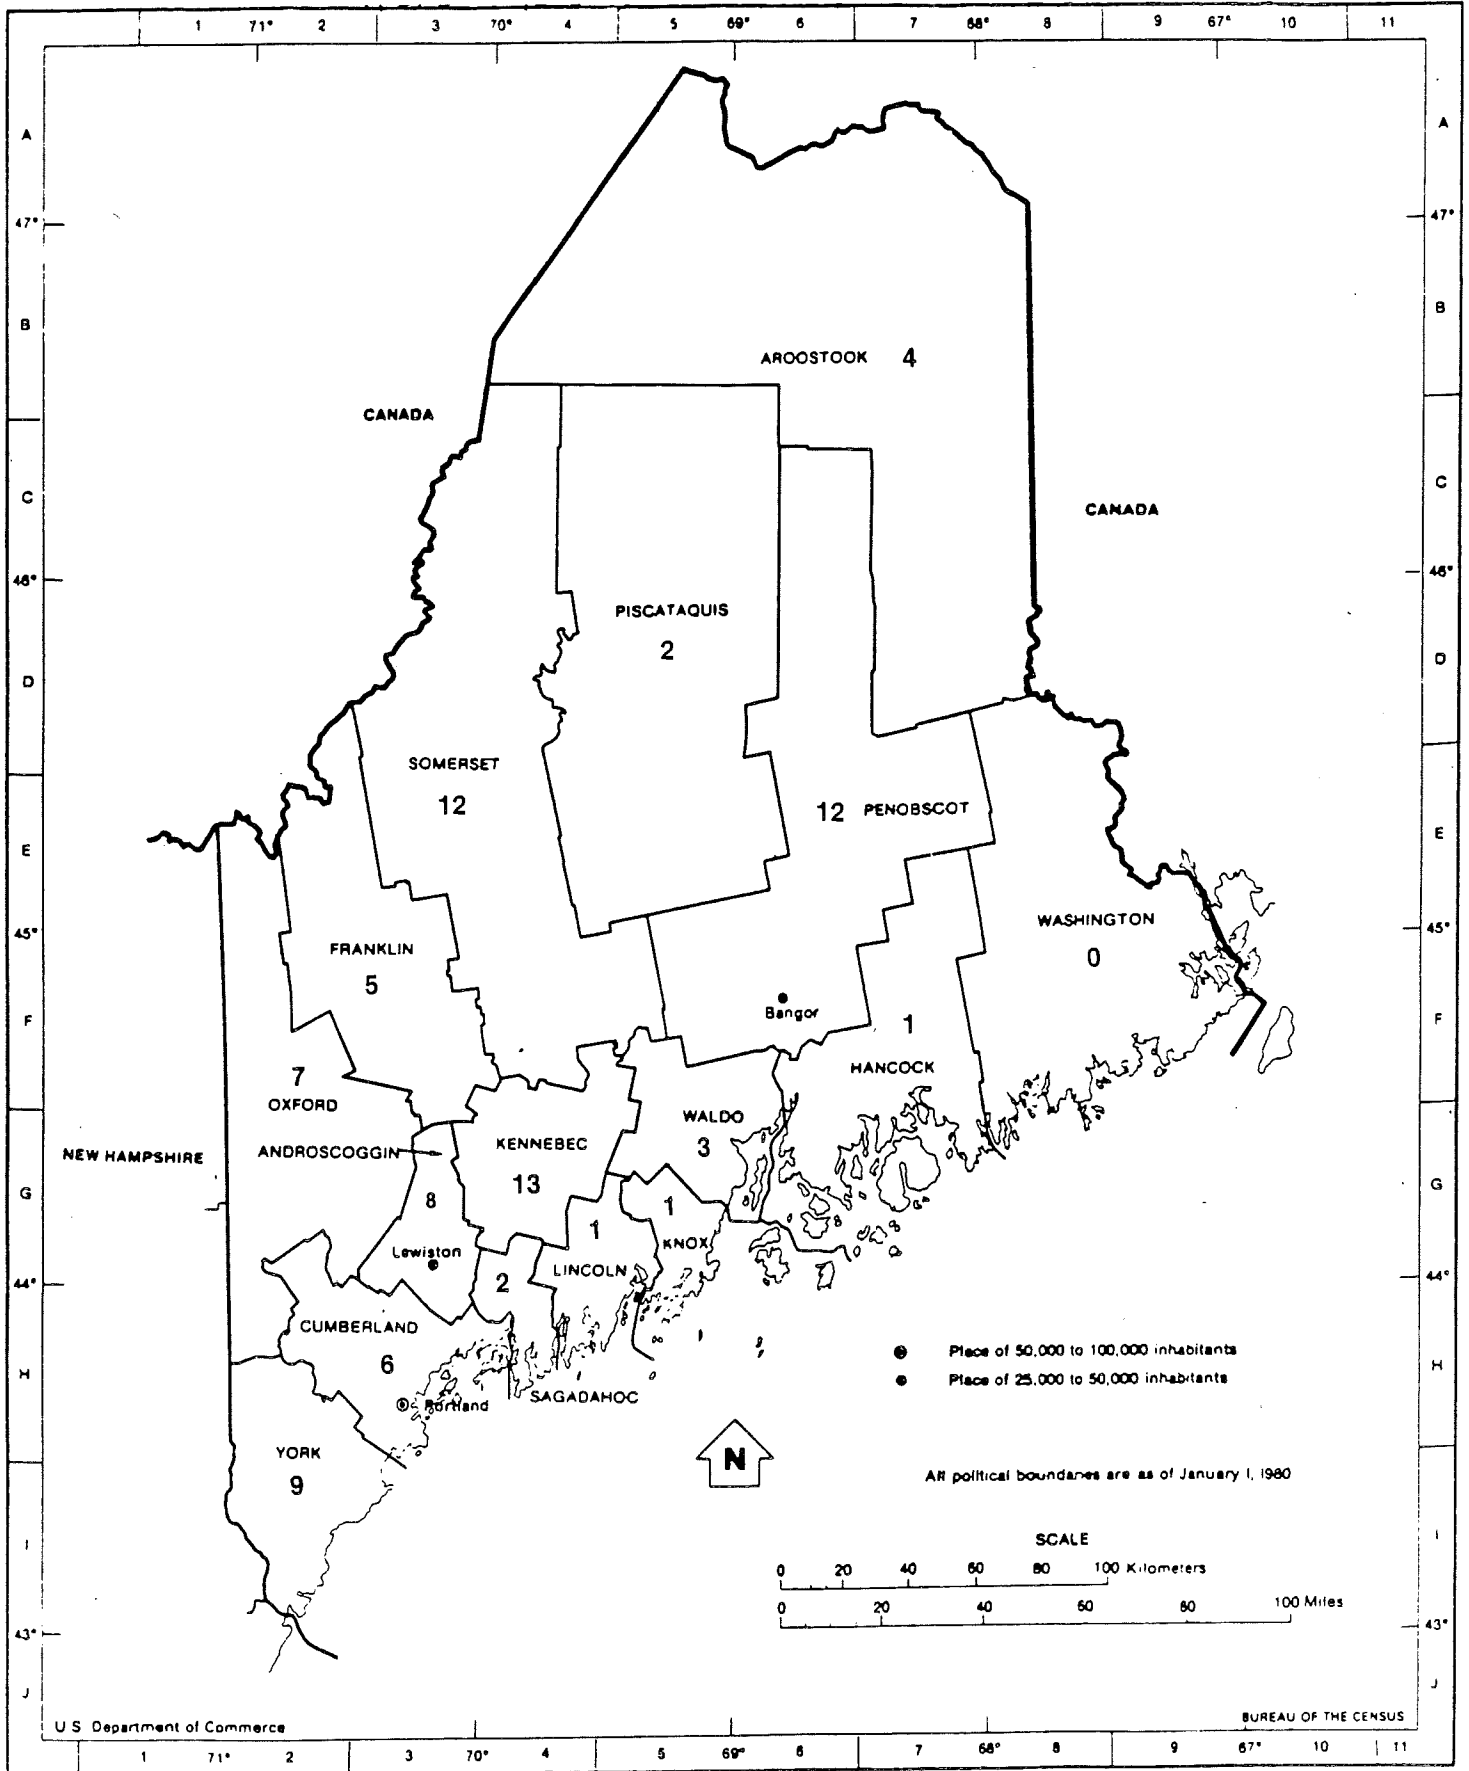 1 71° 2 3 70° 4 5 69° 6 7 68° 8 9 67° 10 11
A A
47° 47°
B B
AROOSTOOK 4
CANADA
C C
CANADA
46° 46°
PISCATAQUIS
2
D D
SOMERSET
12
12 PENOBSCOT
E E
WASHINGTON
0
45° 45°
FRANKLIN
5
Bangor
F F
1
HANCOCK
7
OXFORD
WALDO
3
KENNEBEC
13
ANDROSCOGGIN
NEW HAMPSHIRE
G G
8
1
KNOX
1
LINCOLN
Lewiston
2
44° 44°
CUMBERLAND
6
Place of 50,000 to 100,000 inhabitants
H H
Place of 25,000 to 50,000 inhabitants
SAGADAHOC
Portland
YORK
9
N
All political boundaries are as of January 1, 1980
I I
SCALE
0 20 40 60 80 100 Kilometers
0 20 40 60 80 100 Miles
43° 43°
J J
U S Department of Commerce
BUREAU OF THE CENSUS
1 71° 2 3 70° 4 5 69° 6 7 68° 8 9 67° 10 11